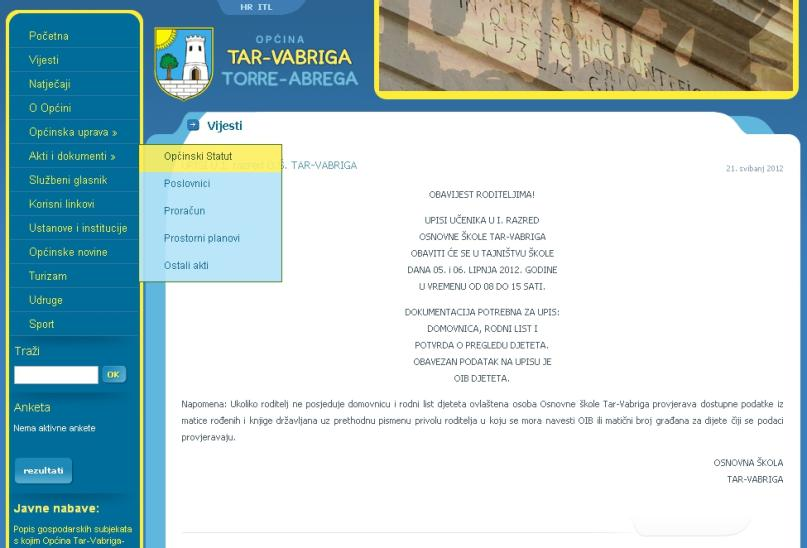 HR ITL
OPĆINA
TAR-VABRIGA
TORRE-ABREGA
Početna
Vijesti
Natječaji
O Općini
Općinska uprava »
Akti i dokumenti »
Službeni glasnik
Korisni linkovi
Ustanove i institucije
Općinske novine
Turizam
Udruge
Sport
Traži
OK
Anketa
Nema aktivne ankete
rezultati
Javne nabave:
Popis gospodarskih subjekata
s kojim Općina Tar-Vabriga-
Općinski Statut
Poslovnici
Proračun
Prostorni planovi
Ostali akti
Vijesti
TAR-VABRIGA
21. svibanj 2012
OBAVIJEST RODITELJIMA!
UPISI UČENIKA U I. RAZRED
OSNOVNE ŠKOLE TAR-VABRIGA
OBAVITI ĆE SE U TAJNIŠTVU ŠKOLE
DANA 05. i 06. LIPNJA 2012. GODINE
U VREMENU OD 08 DO 15 SATI.
DOKUMENTACIJA POTREBNA ZA UPIS:
DOMOVNICA, RODNI LIST I
POTVRDA O PREGLEDU DJETETA.
OBAVEZAN PODATAK NA UPISU JE
OIB DJETETA.
Napomena: Ukoliko roditelj ne posjeduje domovnicu i rodni list djeteta ovlaštena osoba Osnovne škole Tar-Vabriga provjerava dostupne podatke iz
matice rođenih i knjige državljana uz prethodnu pismenu privolu roditelja u koju se mora navesti OIB ili matični broj građana za dijete čiji se podaci
provjeravaju.
OSNOVNA ŠKOLA
TAR-VABRIGA